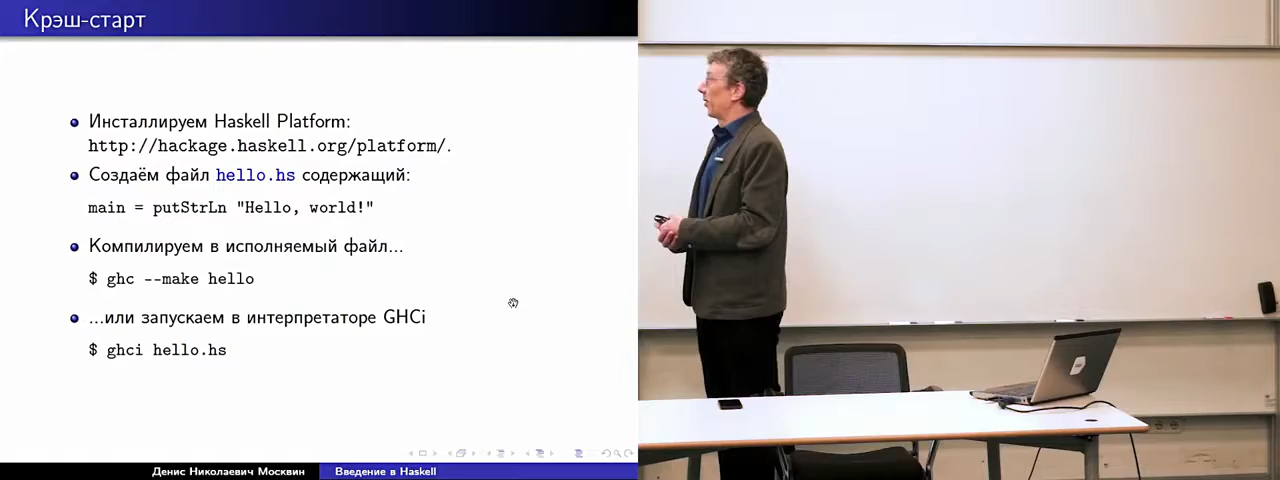 Крэш-старт
Инсталлируем Haskell Platform:
http://hackage.haskell.org/platform/.
Создаём файл hello.hs содержащий:
main = putStrLn "Hello, world!"
Компилируем в исполняемый файл...
$ ghc --make hello
...или запускаем в интерпретаторе GHCi
$ ghci hello.hs
Денис Николаевич Москвин Введение в Haskell